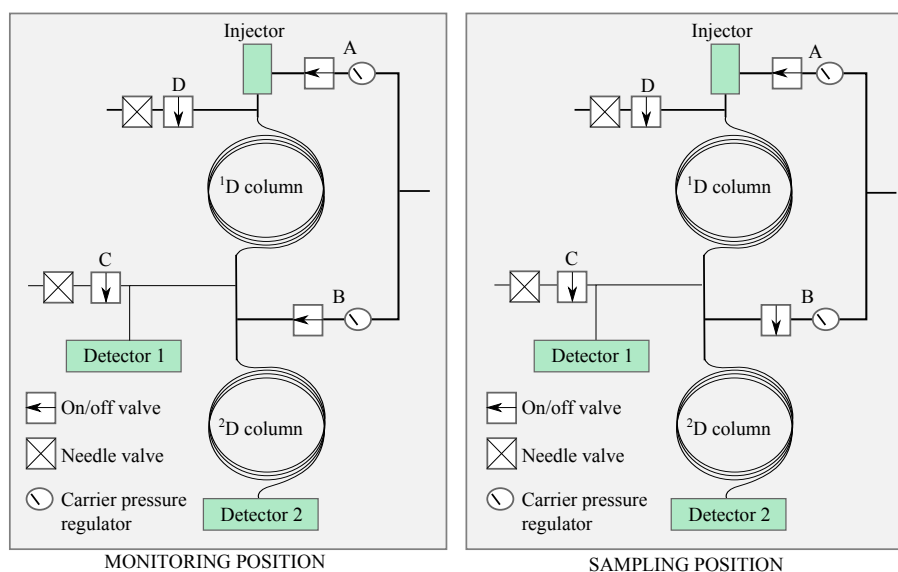 Injector
A
D
¹D column
C
B
Detector 1
²D column
On/off valve
Needle valve
Carrier pressure
regulator
Detector 2
MONITORING POSITION
Injector
A
D
¹D column
C
B
Detector 1
²D column
On/off valve
Needle valve
Carrier pressure
regulator
Detector 2
SAMPLING POSITION